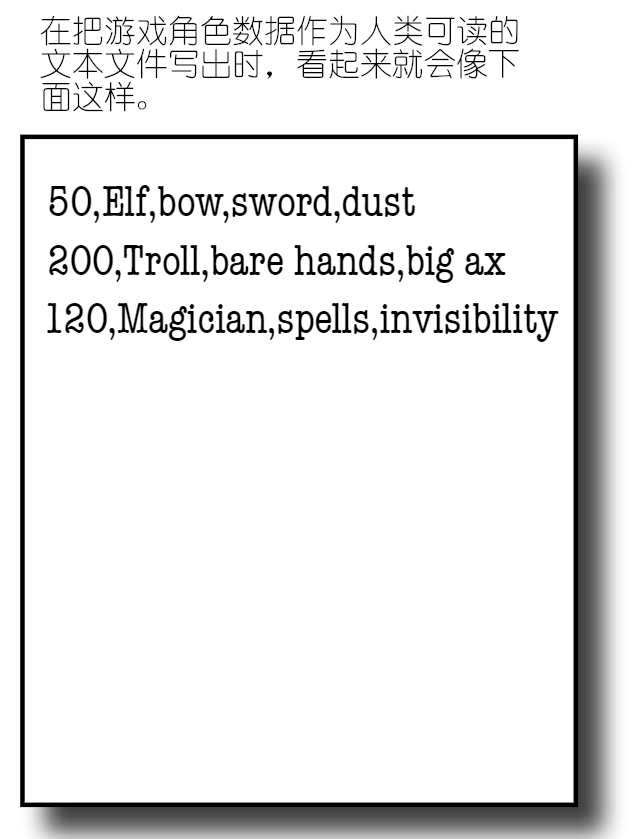 在把游戏角色数据作为人类可读的
文本文件写出时，看起来就会像下
面这样。
50,Elf,bow,sword,dust
200,Troll,bare hands,big ax
120,Magician,spells,invisibility